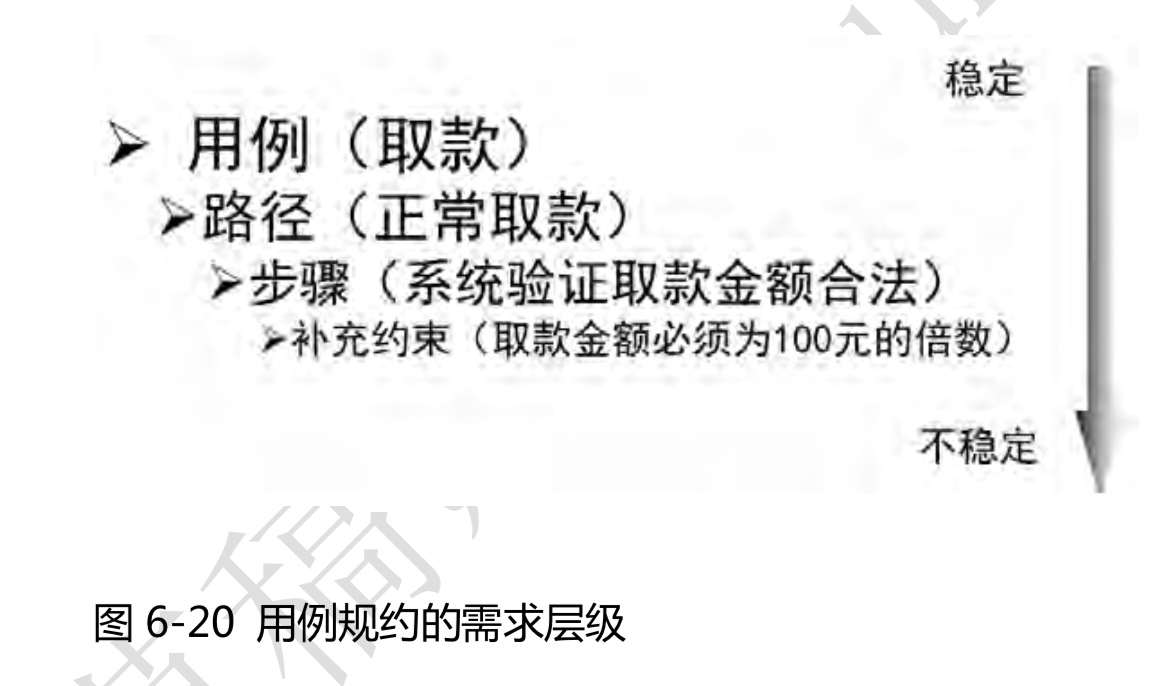 稳定
➢ 用例（取款）
➢路径（正常取款）
➢步骤（系统验证取款金额合法）
➢补充约束（取款金额必须为100元的倍数）
不稳定
图 6-20 用例规约的需求层级